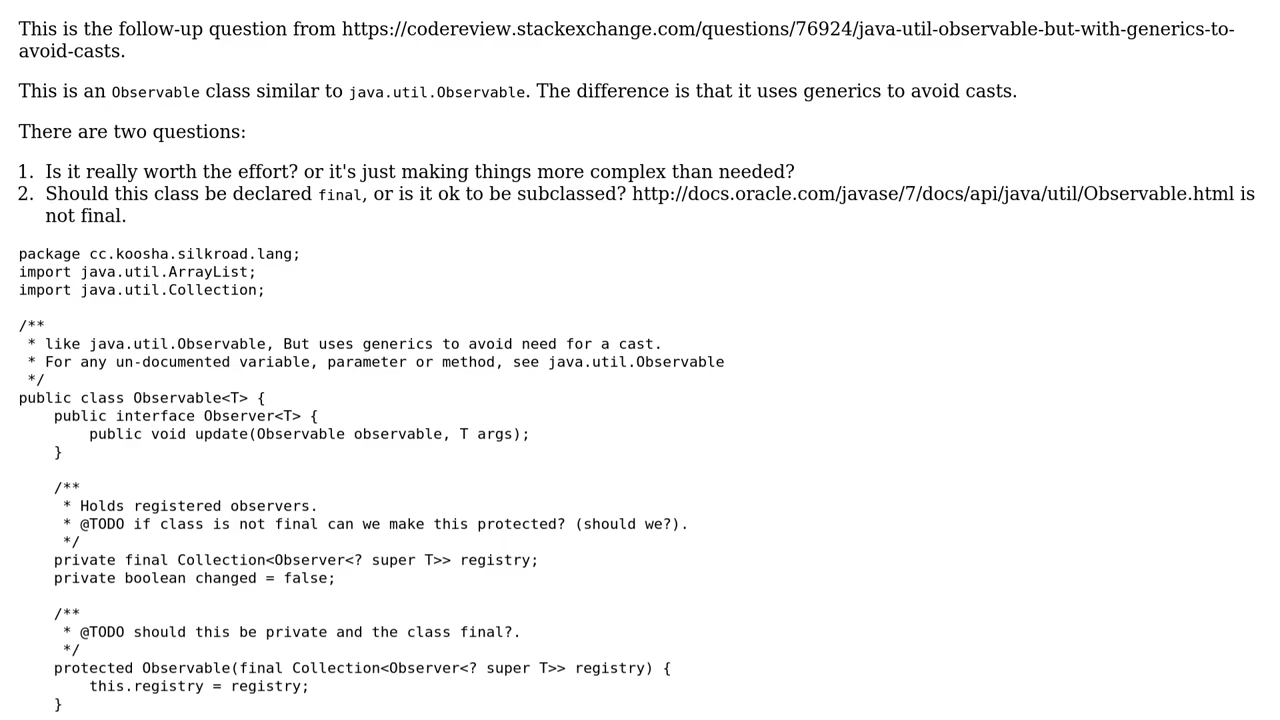 This is the follow-up question from https://codereview.stackexchange.com/questions/76924/java-util-observable-but-with-generics-to-
avoid-casts.
This is an Observable class similar to java.util.Observable. The difference is that it uses generics to avoid casts.
There are two questions:
1. Is it really worth the effort? or it's just making things more complex than needed?
2. Should this class be declared final, or is it ok to be subclassed? http://docs.oracle.com/javase/7/docs/api/java/util/Observable.html is
not final.
package cc.koosha.silkroad.lang;
import java.util.ArrayList;
import java.util.Collection;
/**
 * like java.util.Observable, But uses generics to avoid need for a cast.
 * For any un-documented variable, parameter or method, see java.util.Observable
 */
public class Observable<T> {
    public interface Observer<T> {
        public void update(Observable observable, T args);
    }
    /**
     * Holds registered observers.
     * @TODO if class is not final can we make this protected? (should we?).
     */
    private final Collection<Observer<? super T>> registry;
    private boolean changed = false;
    /**
     * @TODO should this be private and the class final?.
     */
    protected Observable(final Collection<Observer<? super T>> registry) {
        this.registry = registry;
    }